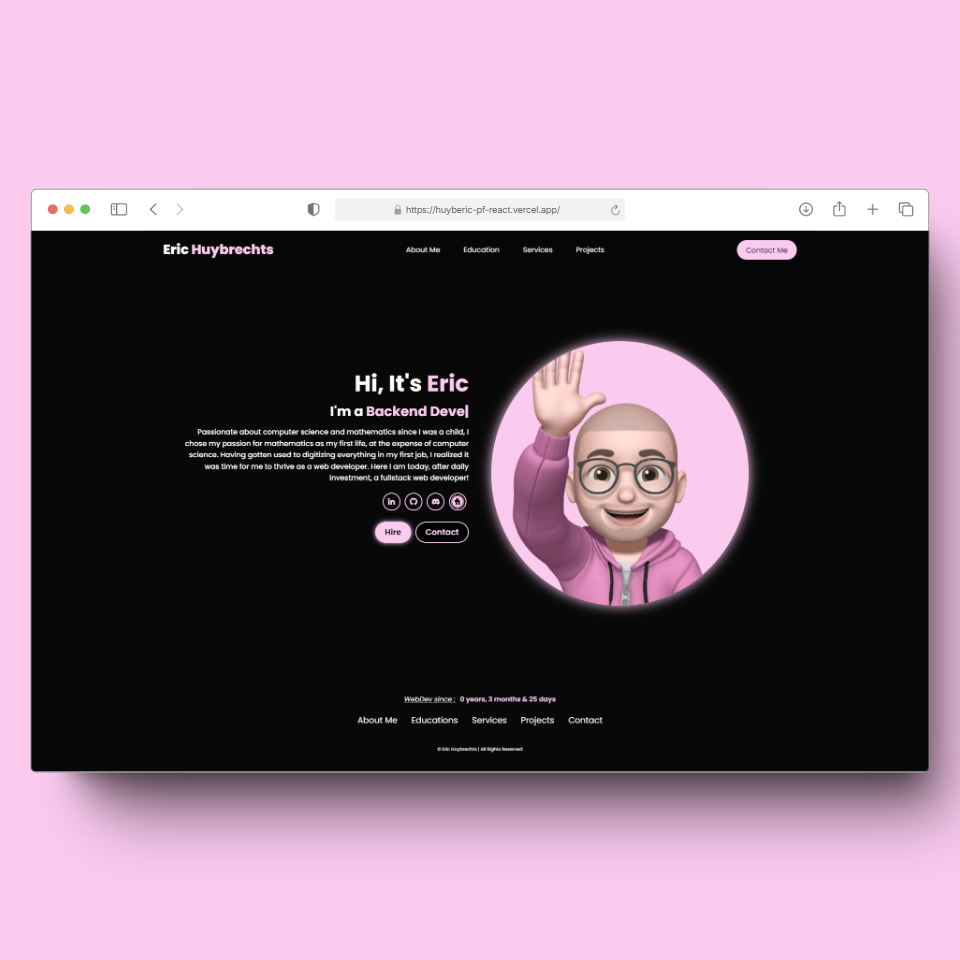 https://huyberic-pf-react.vercel.app/
Eric Huybrechts
About Me Education Services Projects
Contact Me
Hi, It's Eric
I'm a Backend Deve|
Passionate about computer science and mathematics since I was a child, I
chose my passion for mathematics as my first life, at the expense of computer
science. Having gotten used to digitizing everything in my first job, I realized it
was time for me to thrive as a web developer. Here I am today, after daily
investment, a fullstack web developer!
in
Hire Contact
WebDev since : 0 years, 3 months & 25 days
About Me Educations Services Projects Contact
© Eric Huybrechts | All Rights Reserved